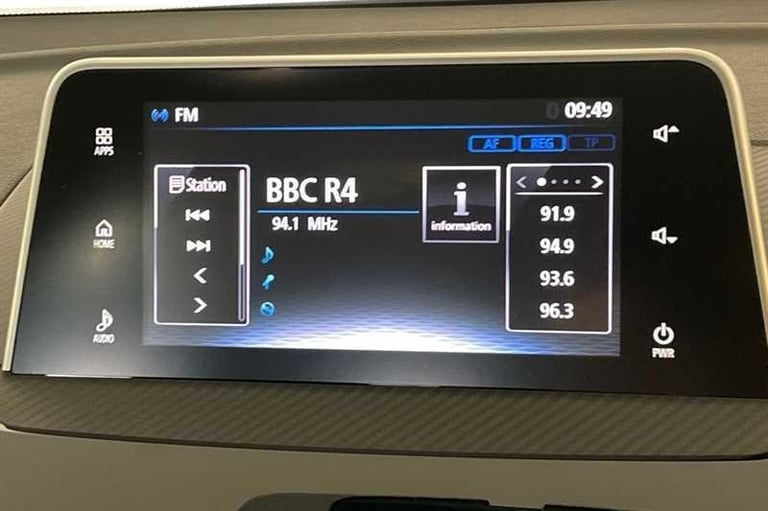 FM
09:49
AF REG TP
APPS
HOME
AUDIO
Station
BBC R4
94.1 MHz
i
information
91.9
94.9
93.6
96.3
PWR